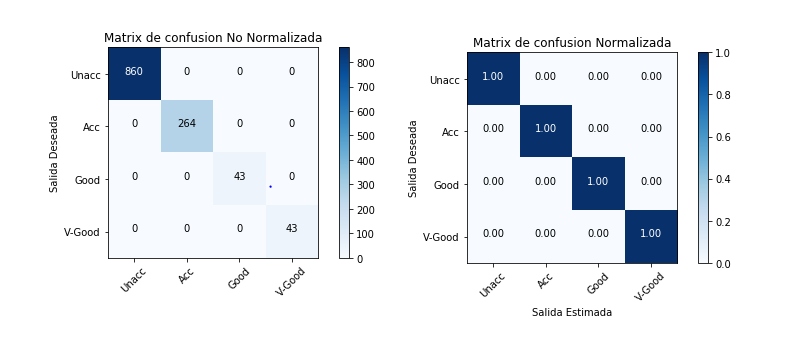 Matrix de confusion No Normalizada
Unacc 860 0 0 0
Acc 0 264 0 0
Good 0 0 43 0
V-Good 0 0 0 43
Unacc Acc Good V-Good
Salida Deseada
800
700
600
500
400
300
200
100
0
Matrix de confusion Normalizada
Unacc 1.00 0.00 0.00 0.00
Acc 0.00 1.00 0.00 0.00
Good 0.00 0.00 1.00 0.00
V-Good 0.00 0.00 0.00 1.00
Unacc Acc Good V-Good
Salida Deseada
Salida Estimada
1.0
0.8
0.6
0.4
0.2
0.0